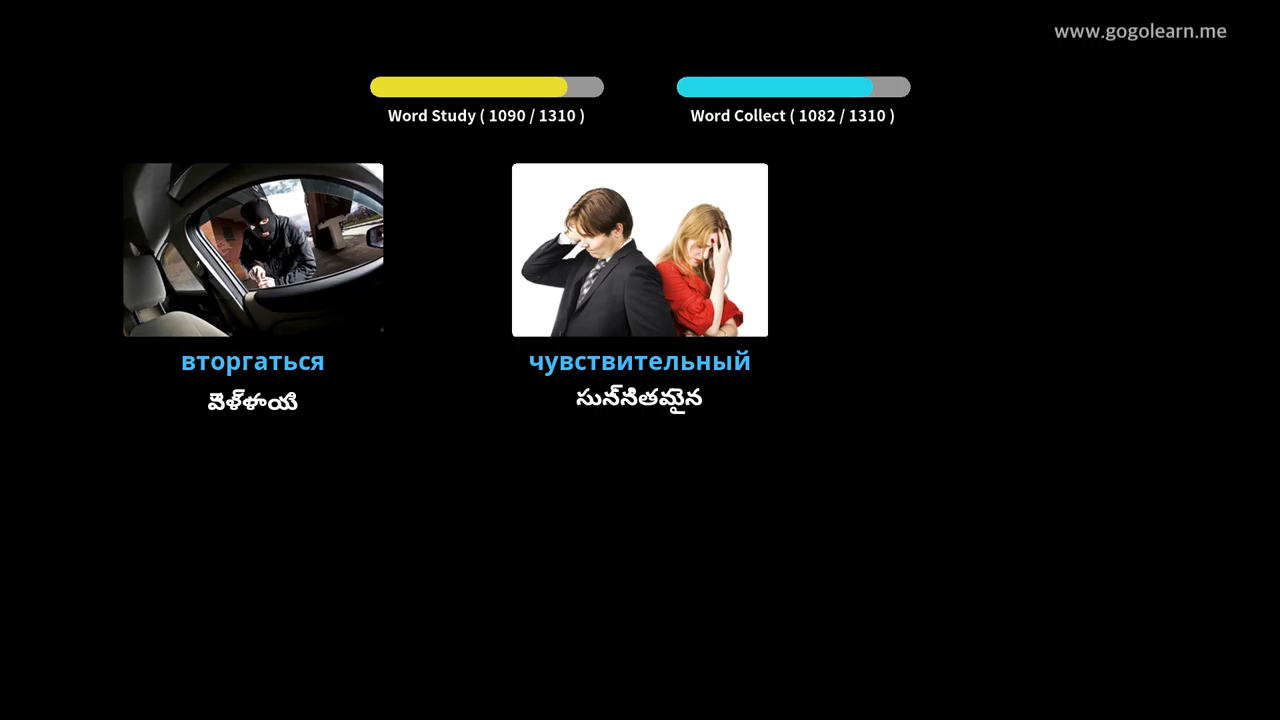 www.gogolearn.me
Word Study ( 1090 / 1310 )
Word Collect ( 1082 / 1310 )
вторгаться
వెళ్ళాయి
чувствительный
సున్నితమైన